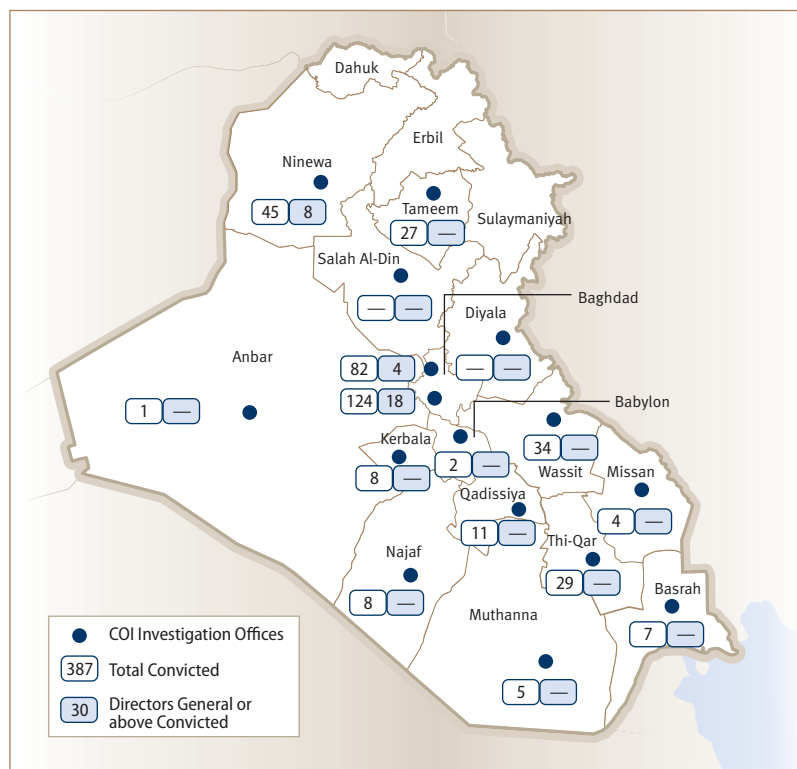 Dahuk
Erbil
Ninewa
45 8
Tameem
27 —
Sulaymaniyah
Salah Al-Din
— —
Baghdad
Diyala
— —
Anbar
82 4
124 18
1 —
Babylon
Kerbala
8 —
2 —
34 —
Wassit
Missan
4 —
Qadissiya
11 —
Thi-Qar
29 —
Najaf
8 —
Basrah
7 —
Muthanna
5 —
COI Investigation Offices
387 Total Convicted
30 Directors General or
above Convicted